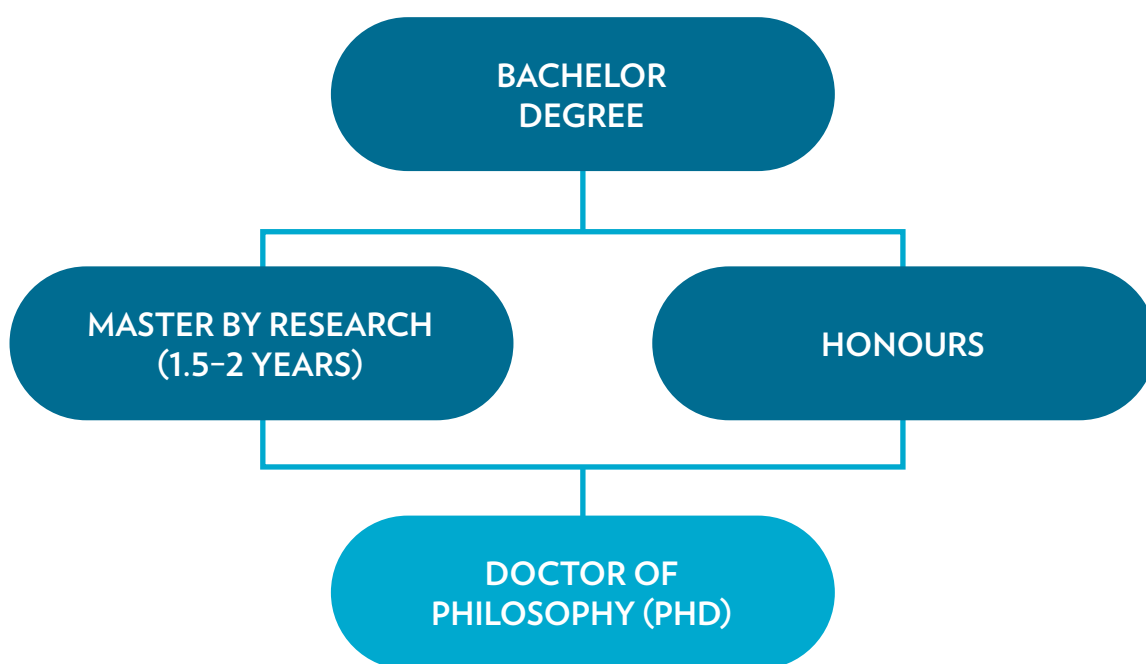 BACHELOR
DEGREE
MASTER BY RESEARCH
(1.5–2 YEARS)
HONOURS
DOCTOR OF
PHILOSOPHY (PHD)